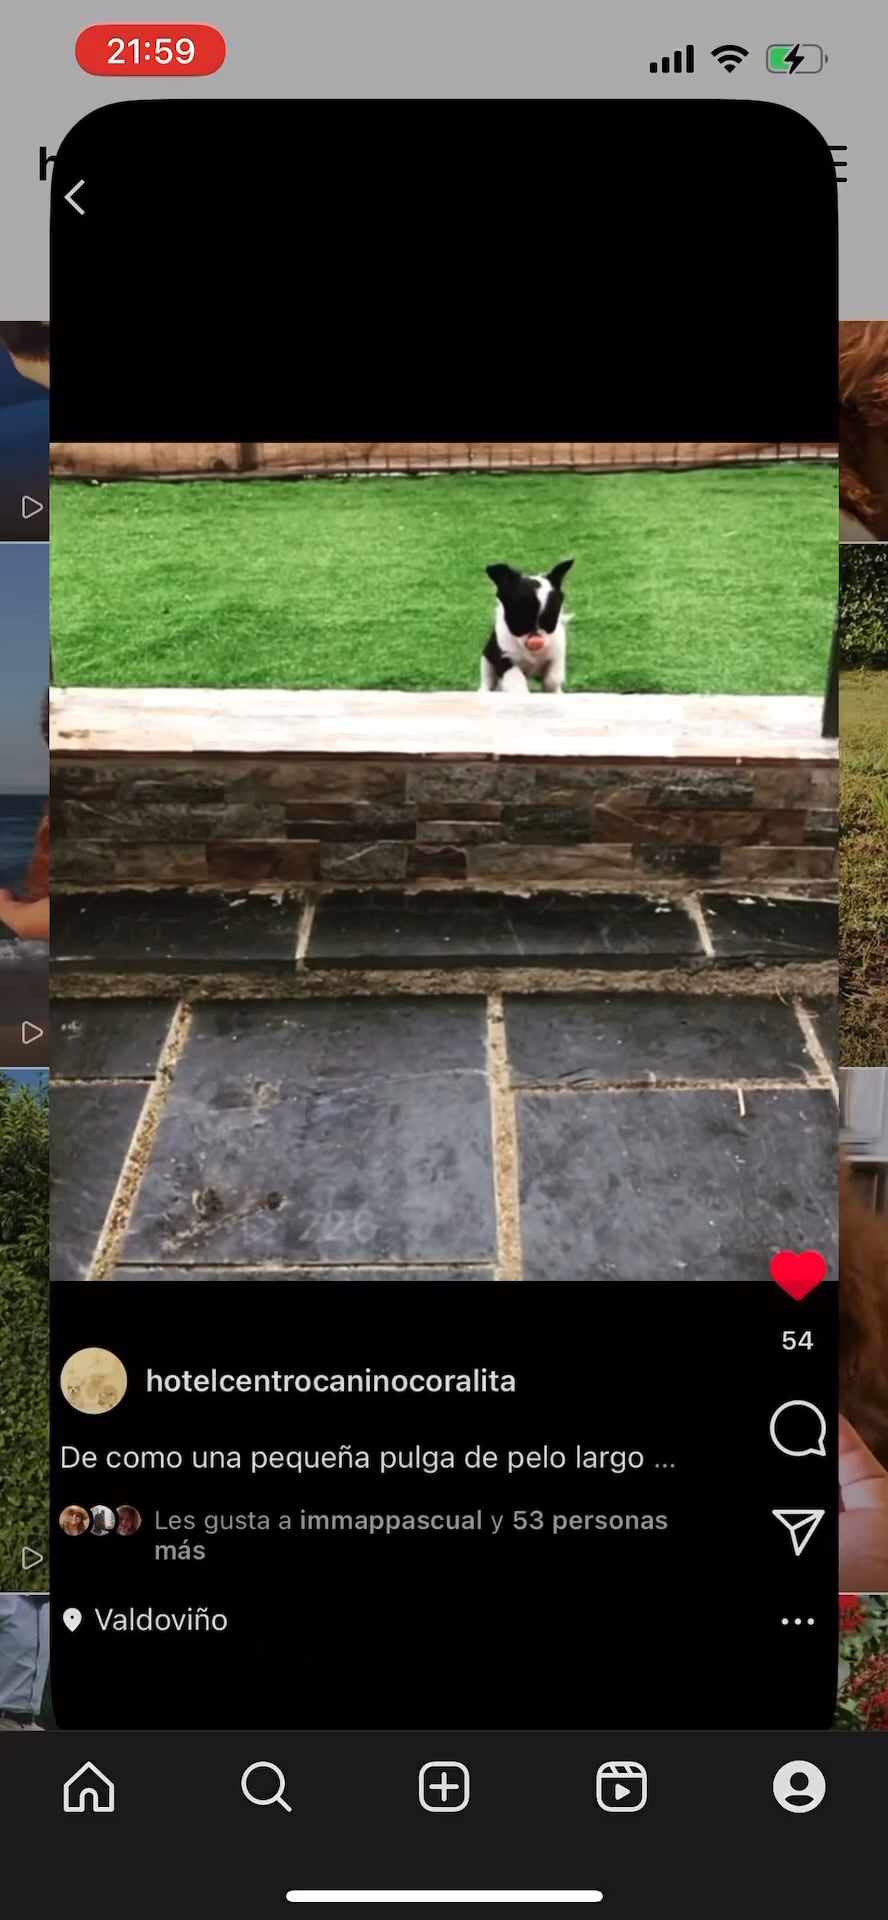 21:59
h
54
hotelcentrocaninocoralita
De como una pequeña pulga de pelo largo ...
Les gusta a immappascual y 53 personas
más
Valdoviño